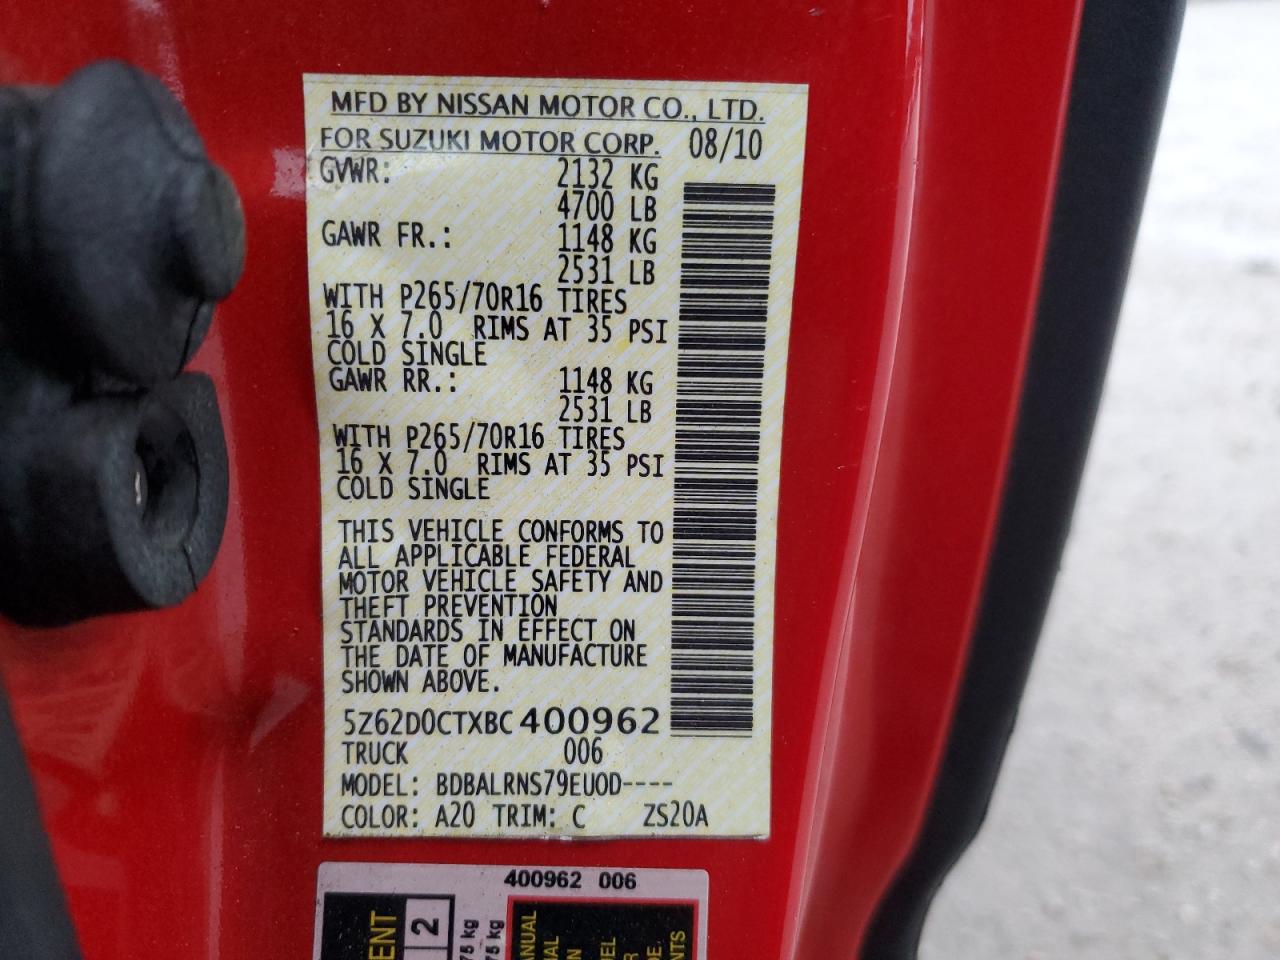 MFD BY NISSAN MOTOR CO., LTD.
FOR SUZUKI MOTOR CORP. 08/10
GVWR: 2132 KG
4700 LB
GAWR FR.: 1148 KG
2531 LB
WITH P265/70R16 TIRES
16 X 7.0 RIMS AT 35 PSI
COLD SINGLE
GAWR RR.: 1148 KG
2531 LB
WITH P265/70R16 TIRES
16 X 7.0 RIMS AT 35 PSI
COLD SINGLE
THIS VEHICLE CONFORMS TO
ALL APPLICABLE FEDERAL
MOTOR VEHICLE SAFETY AND
THEFT PREVENTION
STANDARDS IN EFFECT ON
THE DATE OF MANUFACTURE
SHOWN ABOVE.
5Z62D0CTXBC400962
TRUCK 006
MODEL: BDBALRNS79EUOD----
COLOR: A20 TRIM: C ZS20A
400962 006
2